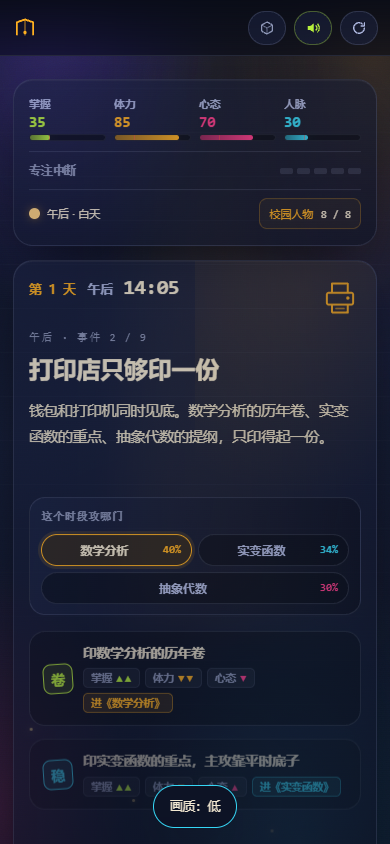 掌握 体力 心态 人脉
35 85 70 30
专注中断
午后 · 白天 校园人物 8 / 8
第 1 天 午后 14:05
午后 · 事件 2 / 9
打印店只够印一份
钱包和打印机同时见底。数学分析的历年卷、实变
函数的重点、抽象代数的提纲，只印得起一份。
这个时段攻哪门
数学分析 40% 实变函数 34%
抽象代数 30%
印数学分析的历年卷
卷 掌握 ▲▲ 体力 ▼▼ 心态 ▼
进《数学分析》
印实变函数的重点，主攻靠平时底子
稳 掌握 ▲▲ 进《实变函数》
画质：低